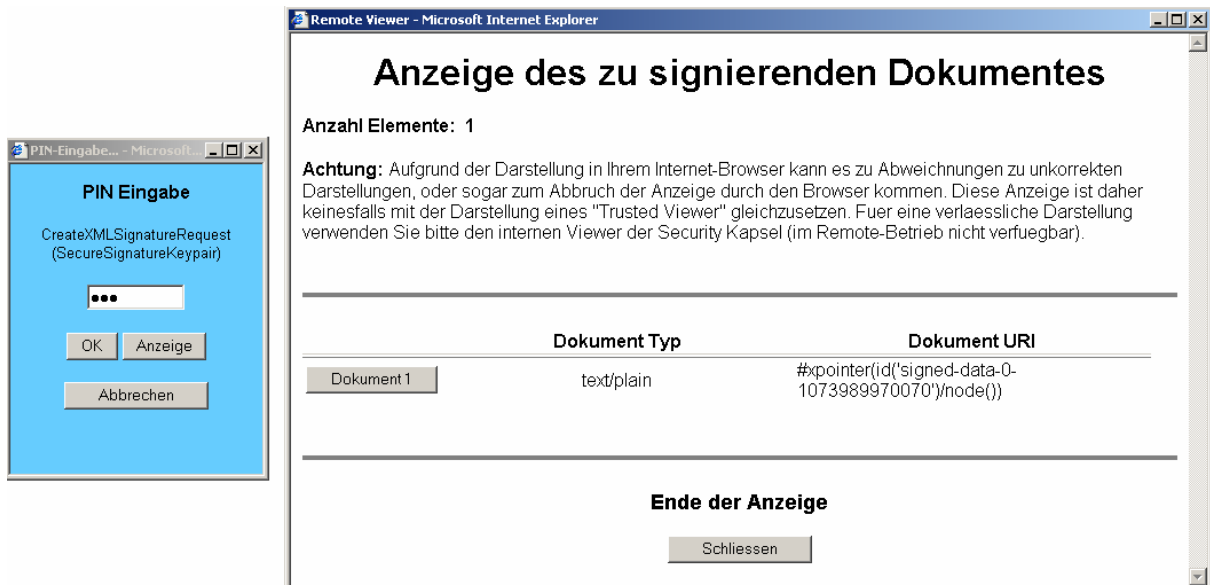 PIN-Eingabe... - Microsoft...
PIN Eingabe
CreateXMLSignatureRequest
(SecureSignatureKeypair)
•••
OK Anzeige
Abbrechen
Remote Viewer - Microsoft Internet Explorer
Anzeige des zu signierenden Dokumentes
Anzahl Elemente: 1
Achtung: Aufgrund der Darstellung in Ihrem Internet-Browser kann es zu Abweichungen zu unkorrekten
Darstellungen, oder sogar zum Abbruch der Anzeige durch den Browser kommen. Diese Anzeige ist daher
keinesfalls mit der Darstellung eines "Trusted Viewer" gleichzusetzen. Fuer eine verlaessliche Darstellung
verwenden Sie bitte den internen Viewer der Security Kapsel (im Remote-Betrieb nicht verfuegbar).
Dokument Typ Dokument URI
Dokument 1 text/plain #xpointer(id('signed-data-0-
1073989970070')/node())
Ende der Anzeige
Schliessen